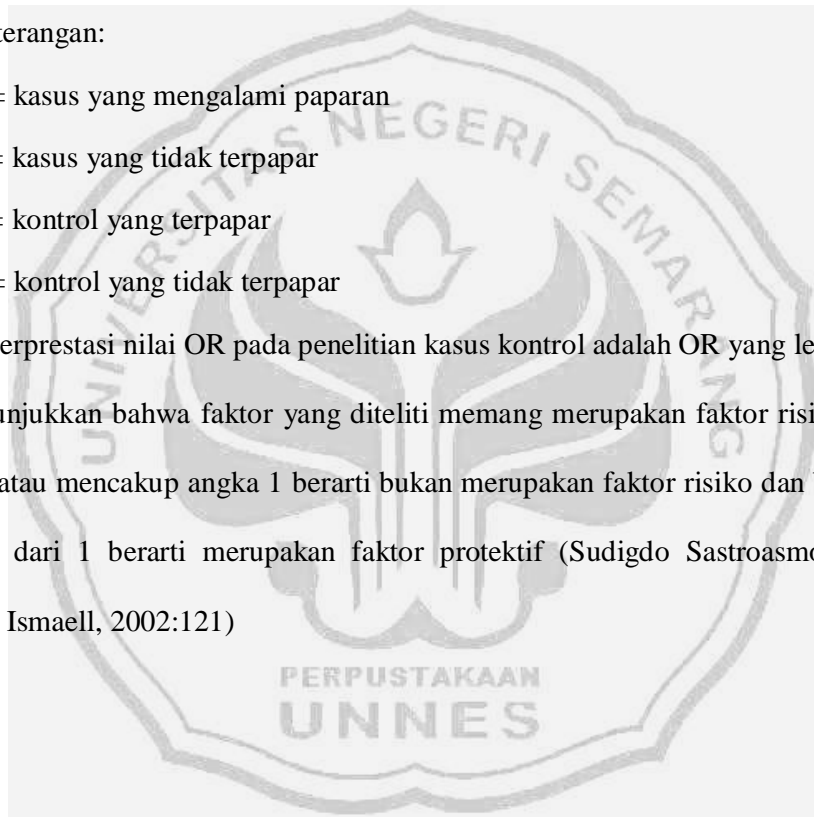 terangan:
= kasus yang mengalami paparan
= kasus yang tidak terpapar
= kontrol yang terpapar
= kontrol yang tidak terpapar
erprestasi nilai OR pada penelitian kasus kontrol adalah OR yang le
unjukkan bahwa faktor yang diteliti memang merupakan faktor risi
atau mencakup angka 1 berarti bukan merupakan faktor risiko dan
dari 1 berarti merupakan faktor protektif (Sudigdo Sastroasmo
Ismaell, 2002:121)
UNIVERSITAS NEGERI SEMARANG
PERPUSTAKAAN
UNNES